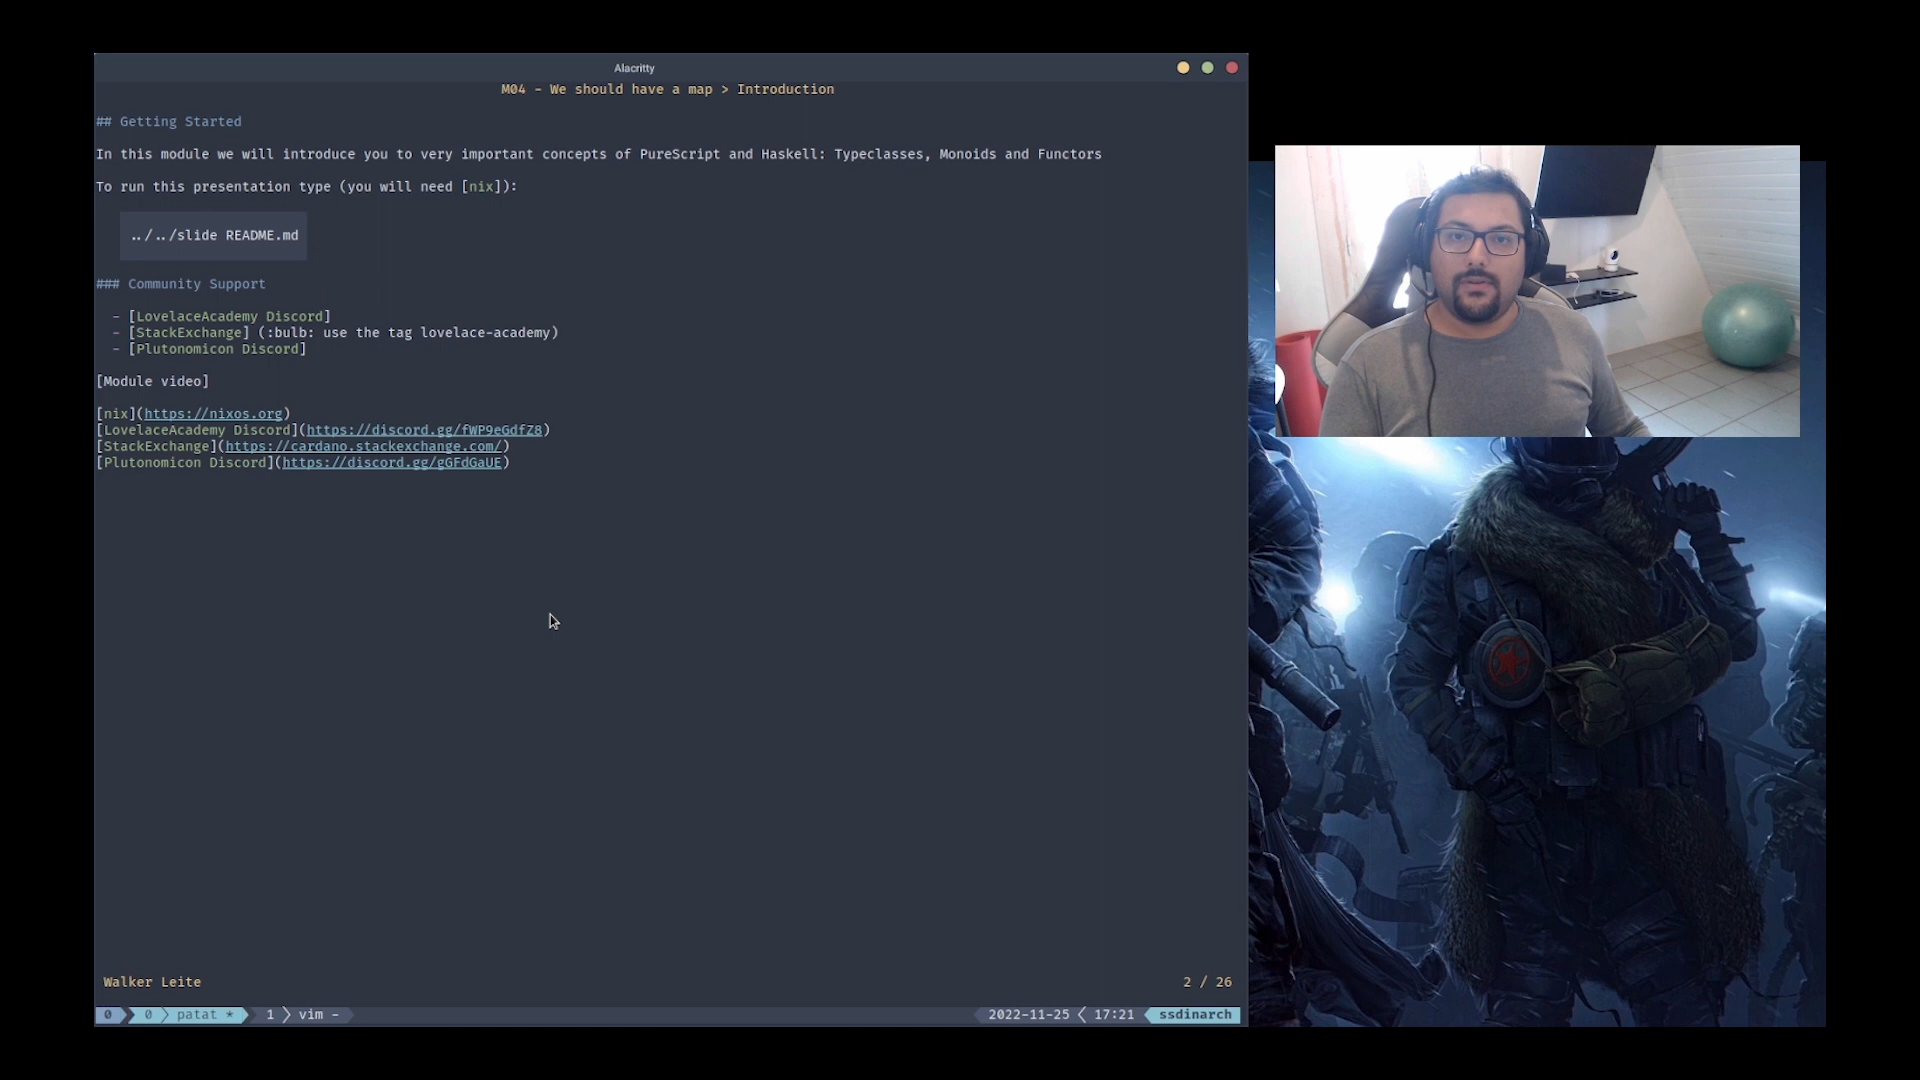 Alacritty
M04 - We should have a map > Introduction
## Getting Started
In this module we will introduce you to very important concepts of PureScript and Haskell: Typeclasses, Monoids and Functors
To run this presentation type (you will need [nix]):
../../slide README.md
### Community Support
- [LovelaceAcademy Discord]
- [StackExchange] (:bulb: use the tag lovelace-academy)
- [Plutonomicon Discord]
[Module video]
[nix](https://nixos.org)
[LovelaceAcademy Discord](https://discord.gg/fWP9eGdfZ8)
[StackExchange](https://cardano.stackexchange.com/)
[Plutonomicon Discord](https://discord.gg/gGFdGaUE)
Walker Leite 2 / 26
0 0 patat * 1 vim - 2022-11-25 17:21 ssdinarch